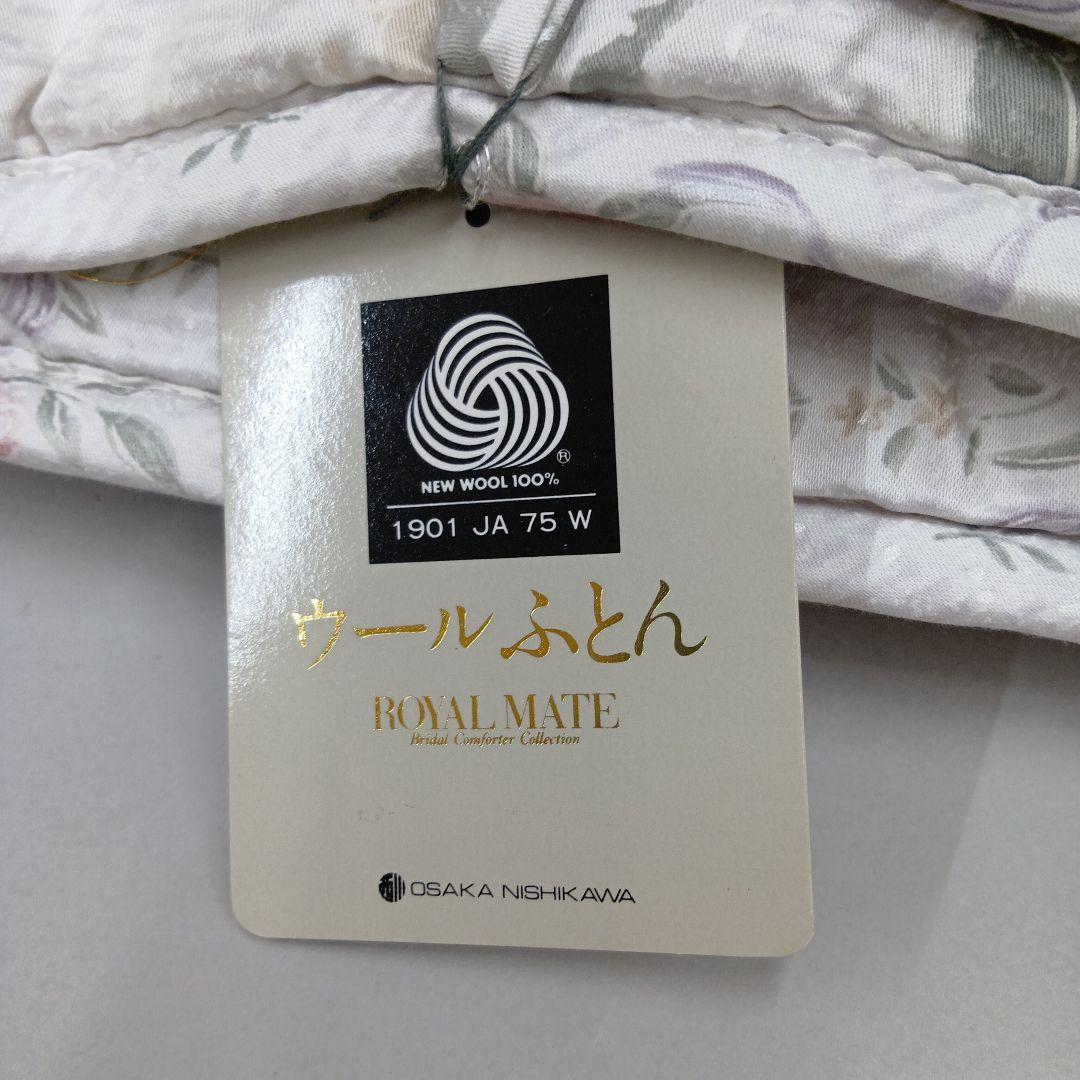 ®
NEW WOOL 100%
1901 JA 75 W
ウールふとん
ROYAL MATE
Bridal Comforter Collection
OSAKA NISHIKAWA